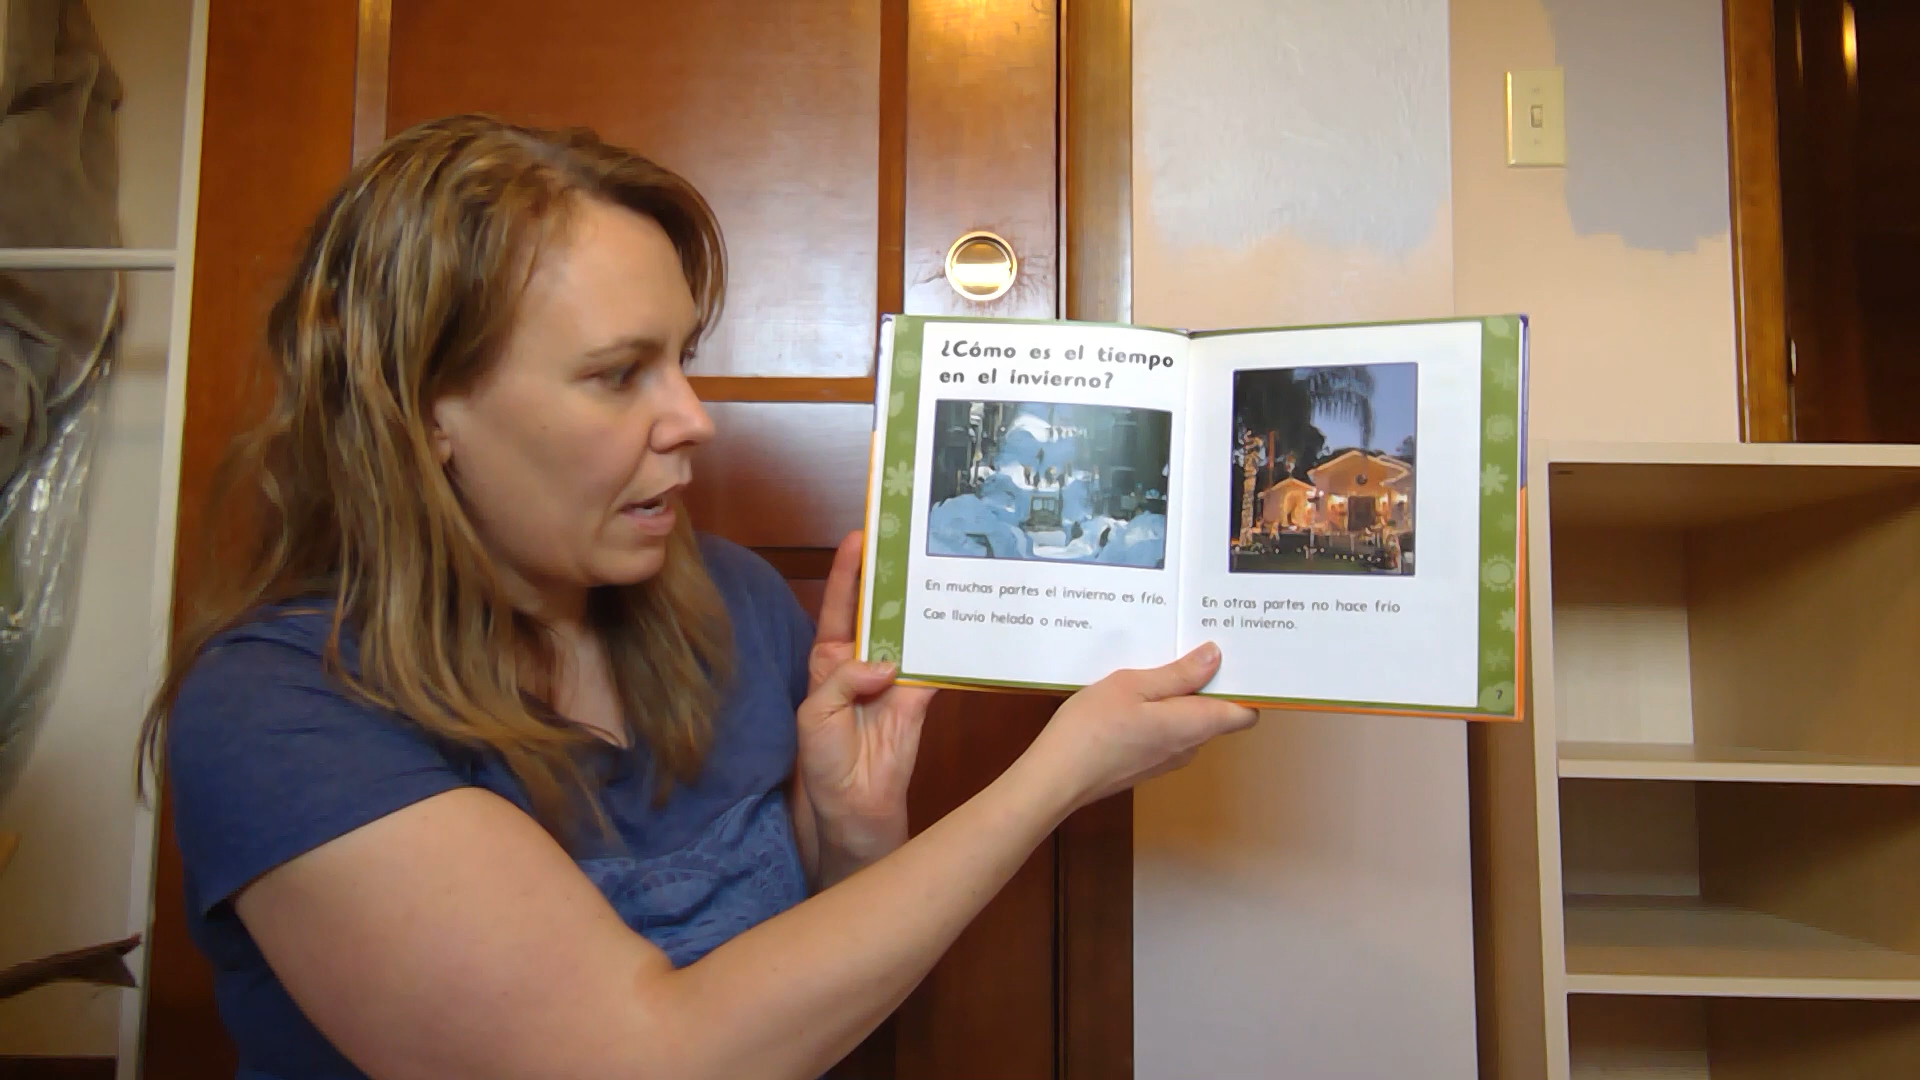 ¿Cómo es el tiempo
en el invierno?
En muchas partes el invierno es frío.
Cae lluvia helada o nieve.
En otras partes no hace frío
en el invierno.
7